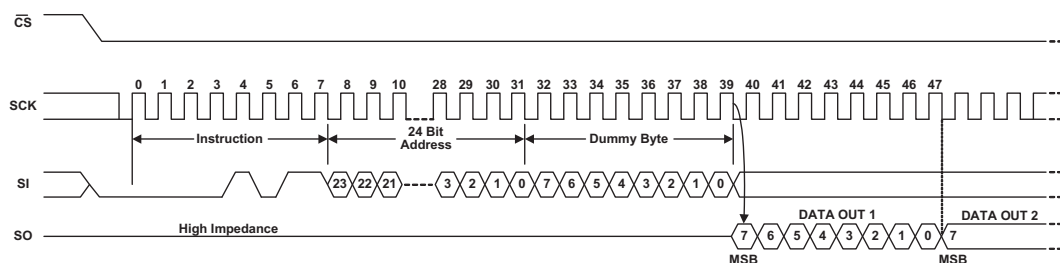 CS
0 1 2 3 4 5 6 7 8 9 10 28 29 30 31 32 33 34 35 36 37 38 39 40 41 42 43 44 45 46 47
SCK
Instruction
24 Bit
Address
Dummy Byte
SI
23 22 21 3 2 1 0 7 6 5 4 3 2 1 0
DATA OUT 1
DATA OUT 2
SO
High Impedance
7 6 5 4 3 2 1 0 7
MSB
MSB